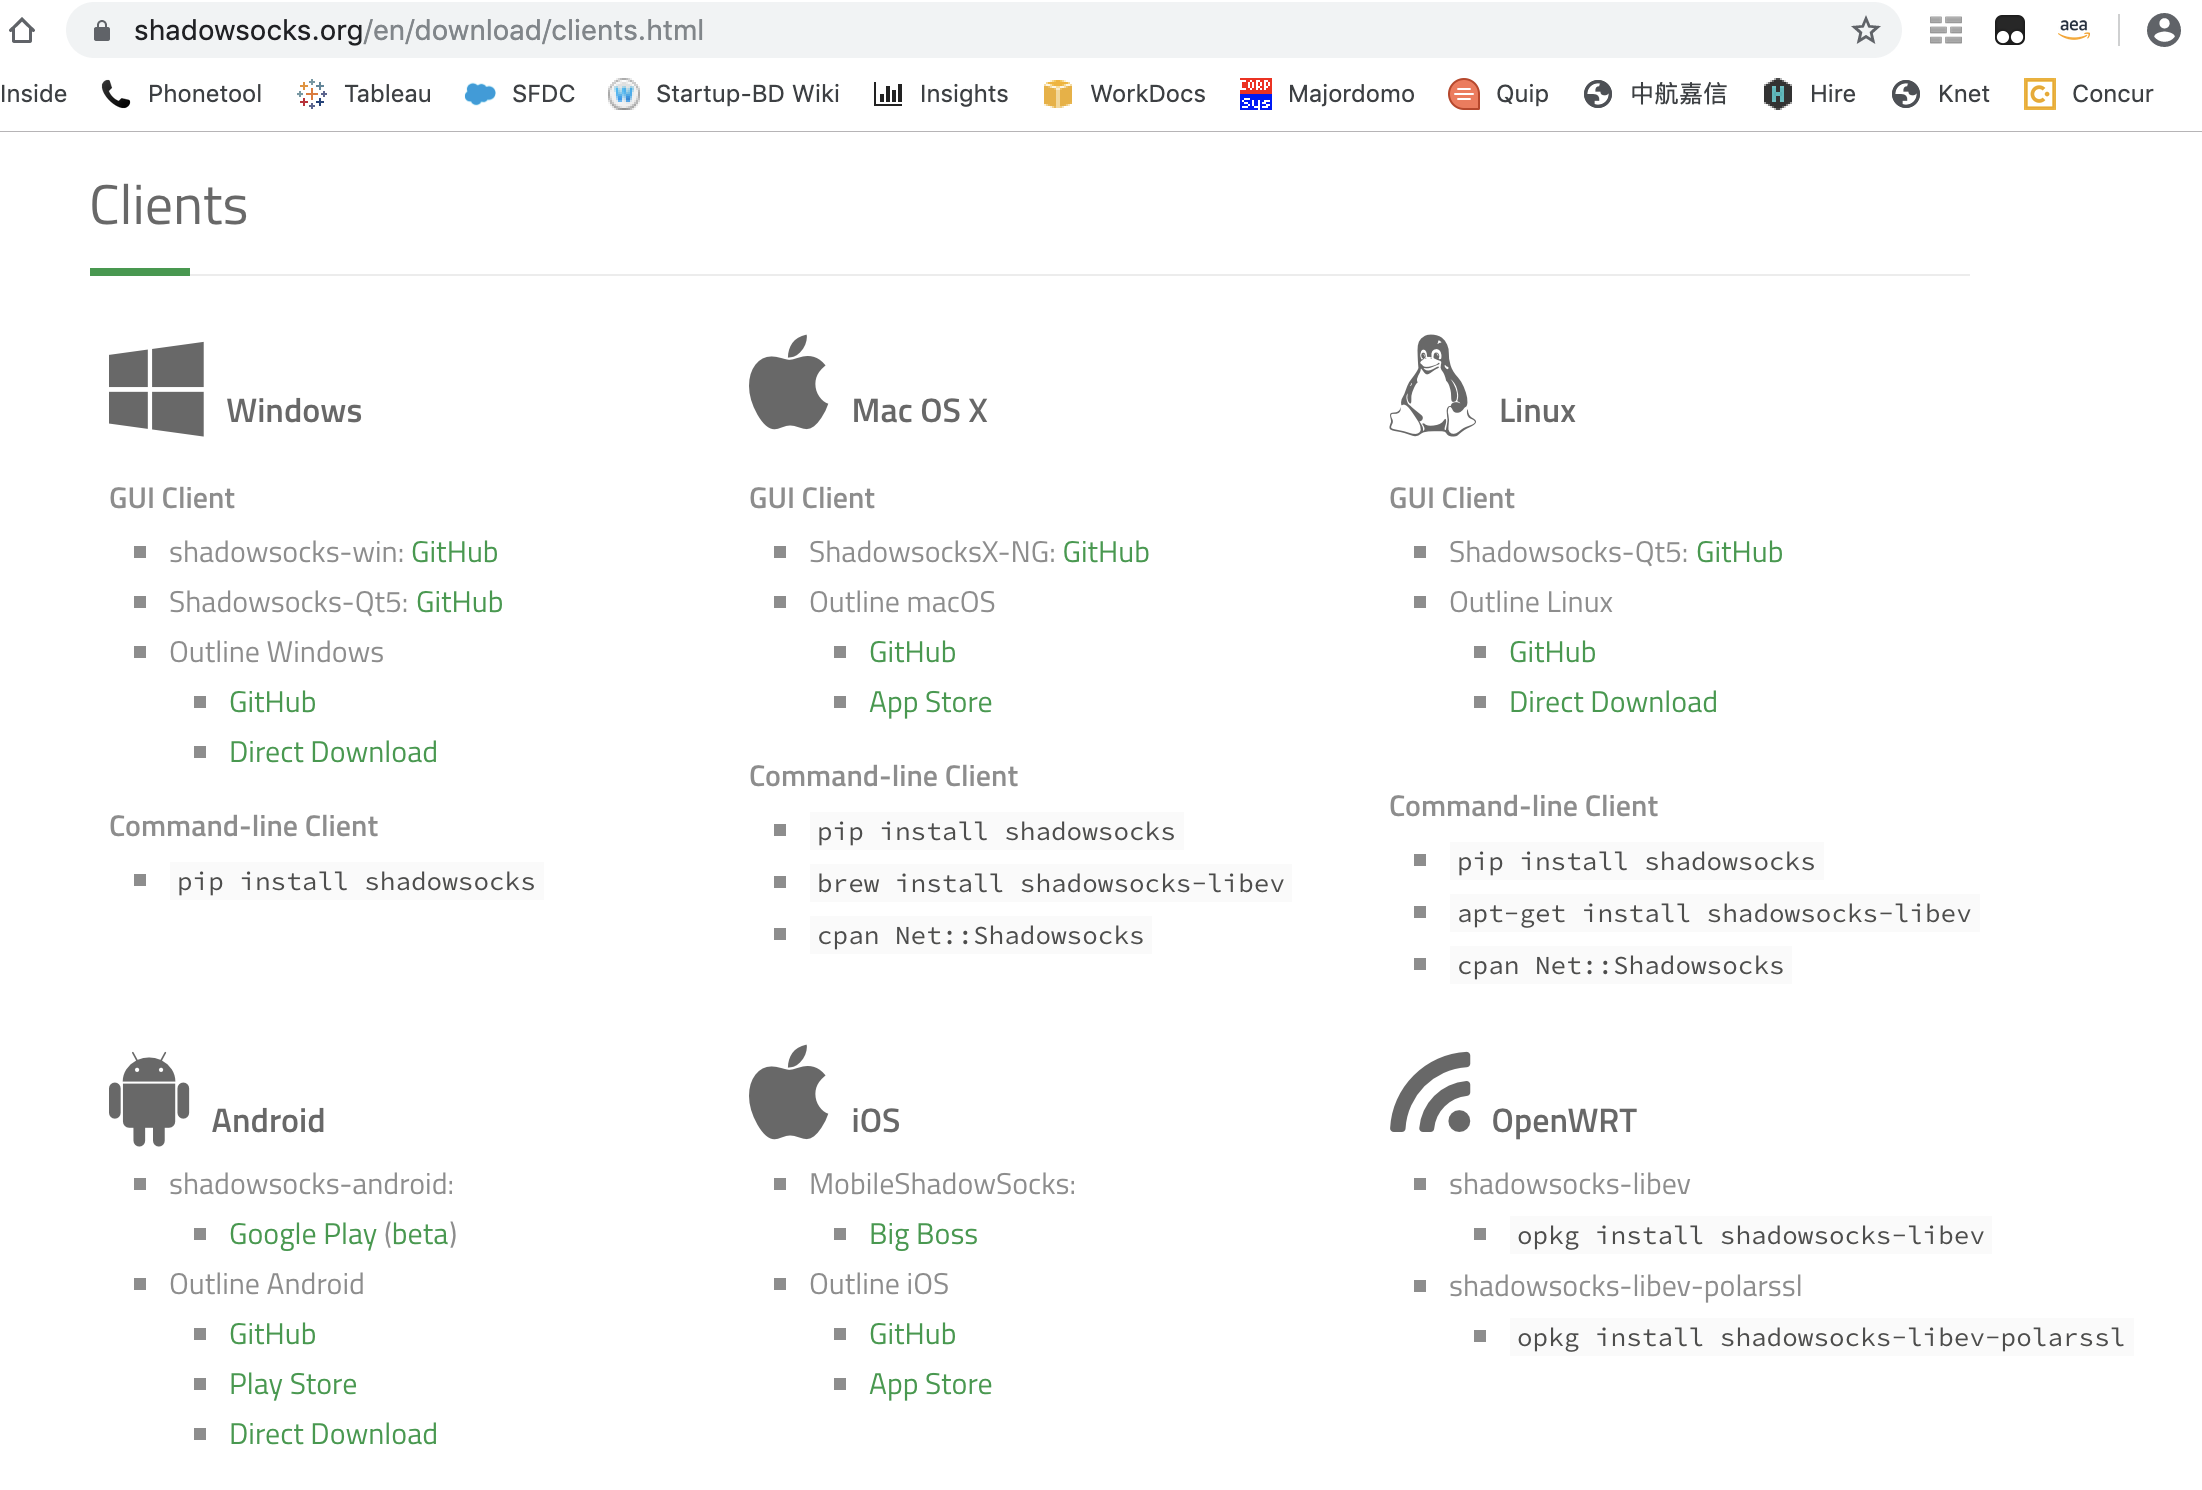 shadowsocks.org/en/download/clients.html
aea
Inside Phonetool Tableau SFDC W Startup-BD Wiki Insights WorkDocs CORP sys Majordomo Quip 中航嘉信 H Hire Knet C Concur
Clients
Windows
GUI Client
shadowsocks-win: GitHub
Shadowsocks-Qt5: GitHub
Outline Windows
GitHub
Direct Download
Command-line Client
pip install shadowsocks
Mac OS X
GUI Client
ShadowsocksX-NG: GitHub
Outline macOS
GitHub
App Store
Command-line Client
pip install shadowsocks
brew install shadowsocks-libev
cpan Net::Shadowsocks
Linux
GUI Client
Shadowsocks-Qt5: GitHub
Outline Linux
GitHub
Direct Download
Command-line Client
pip install shadowsocks
apt-get install shadowsocks-libev
cpan Net::Shadowsocks
Android
shadowsocks-android:
Google Play (beta)
Outline Android
GitHub
Play Store
Direct Download
iOS
MobileShadowSocks:
Big Boss
Outline iOS
GitHub
App Store
OpenWRT
shadowsocks-libev
opkg install shadowsocks-libev
shadowsocks-libev-polarssl
opkg install shadowsocks-libev-polarssl